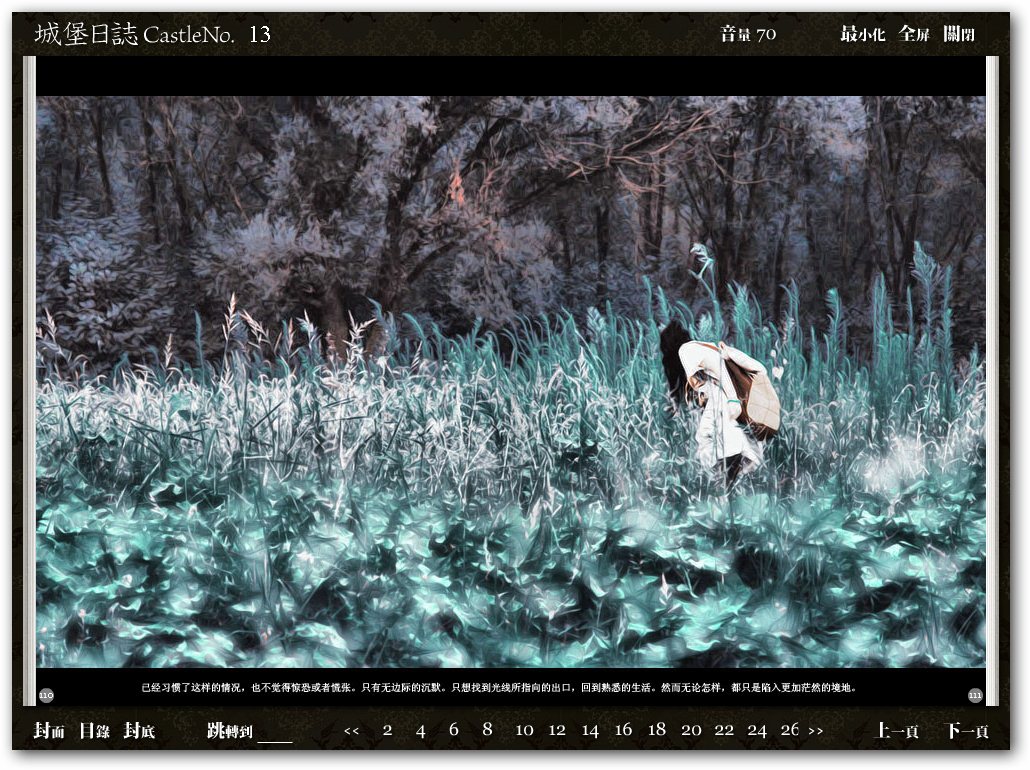 城堡日誌 CastleNo. 13 音量 70 最小化 全屏 關閉
已经习惯了这样的情况，也不觉得惊恐或者慌张。只有无边际的沉默。只想找到光线所指向的出口，回到熟悉的生活。然而无论怎样，都只是陷入更加茫然的境地。
110 111
封面 目錄 封底 跳轉到 << 2 4 6 8 10 12 14 16 18 20 22 24 26 >> 上一頁 下一頁